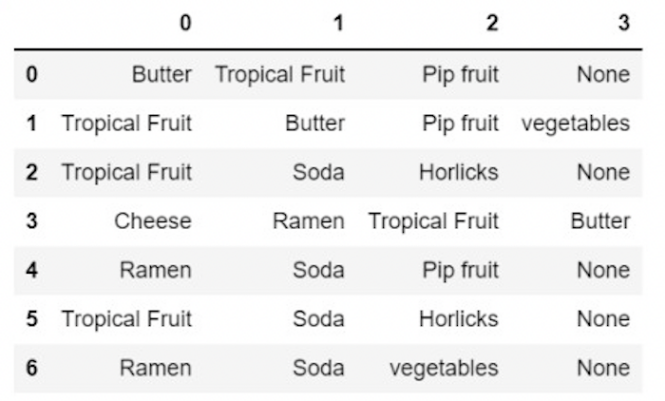 0 1 2 3
0 Butter Tropical Fruit Pip fruit None
1 Tropical Fruit Butter Pip fruit vegetables
2 Tropical Fruit Soda Horlicks None
3 Cheese Ramen Tropical Fruit Butter
4 Ramen Soda Pip fruit None
5 Tropical Fruit Soda Horlicks None
6 Ramen Soda vegetables None